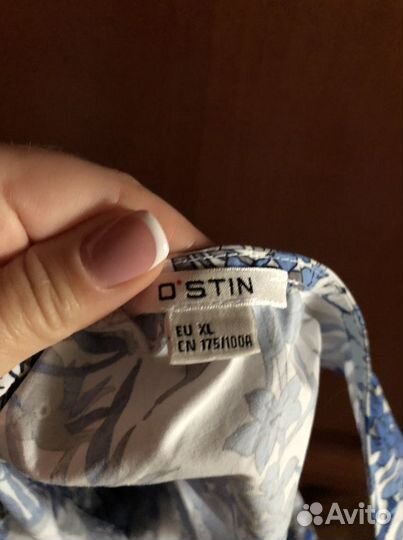 O'STIN
EU XL
CN 175/100A
Avito